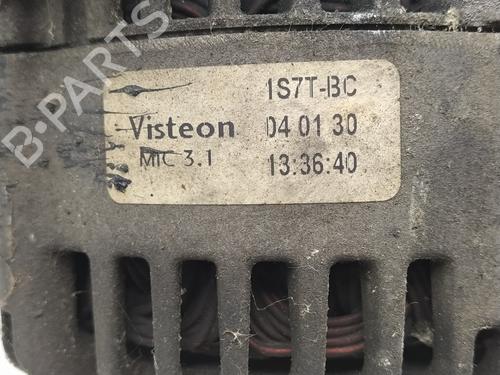 B-PARTS
1S7T-BC
Visteon 04 01 30
MIC 3.1 13:36:40